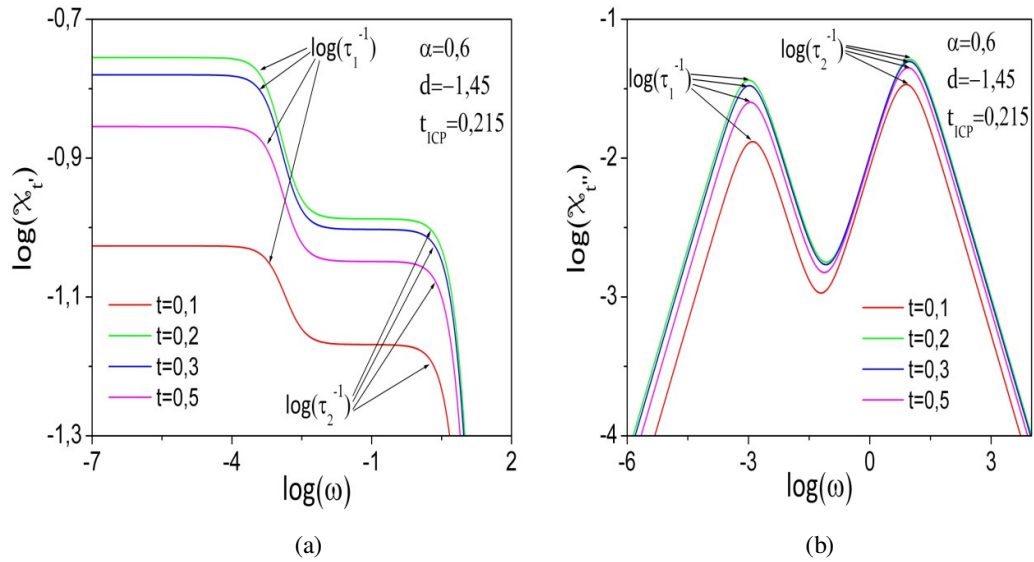 -0,7
-0,9
-1,1
-1,3
log(χt')
-7
-4
-1
2
log(ω)
log(τ1^-1)
α=0,6
d=−1,45
tICP=0,215
t=0,1
t=0,2
t=0,3
t=0,5
log(τ2^-1)
(a)
-1
-2
-3
-4
log(χt'')
-6
-3
0
3
log(ω)
log(τ1^-1)
log(τ2^-1)
α=0,6
d=−1,45
tICP=0,215
t=0,1
t=0,2
t=0,3
t=0,5
(b)